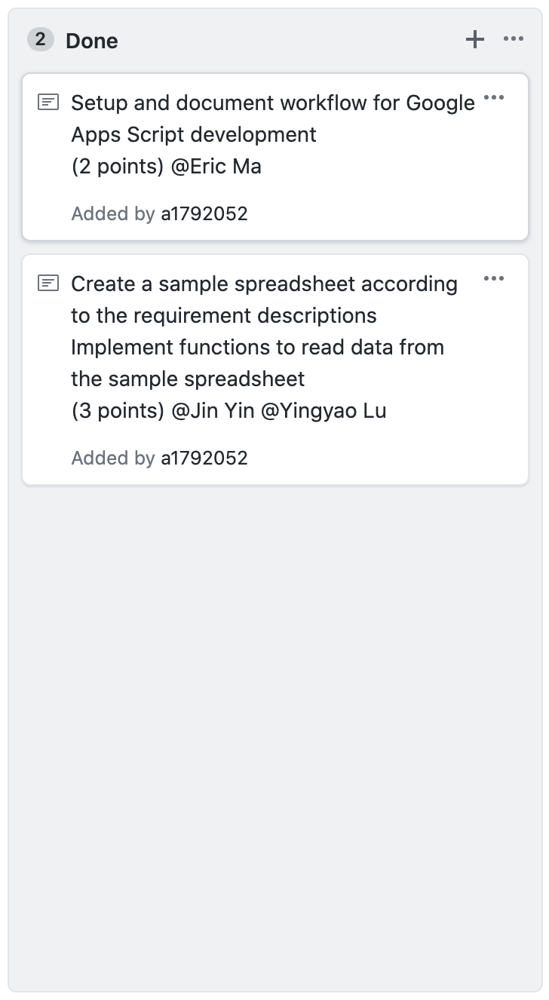 2 Done
Setup and document workflow for Google
Apps Script development
(2 points) @Eric Ma
Added by a1792052
Create a sample spreadsheet according
to the requirement descriptions
Implement functions to read data from
the sample spreadsheet
(3 points) @Jin Yin @Yingyao Lu
Added by a1792052